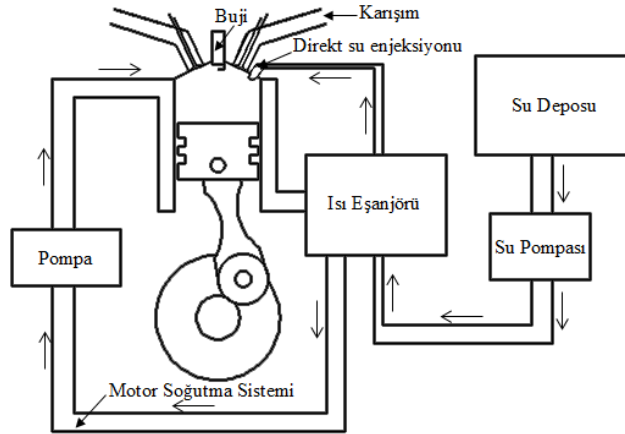 Buji
Karışım
Direkt su enjeksiyonu
Su Deposu
Isı Eşanjörü
Su Pompası
Pompa
Motor Soğutma Sistemi